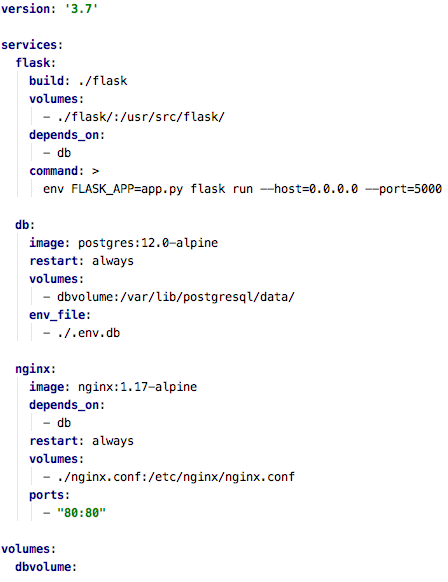 version: '3.7'

services:
  flask:
    build: ./flask
    volumes:
      - ./flask/:/usr/src/flask/
    depends_on:
      - db
    command: >
      env FLASK_APP=app.py flask run --host=0.0.0.0 --port=5000

  db:
    image: postgres:12.0-alpine
    restart: always
    volumes:
      - dbvolume:/var/lib/postgresql/data/
    env_file:
      - ./.env.db

  nginx:
    image: nginx:1.17-alpine
    depends_on:
      - db
    restart: always
    volumes:
      - ./nginx.conf:/etc/nginx/nginx.conf
    ports:
      - "80:80"

volumes:
  dbvolume: